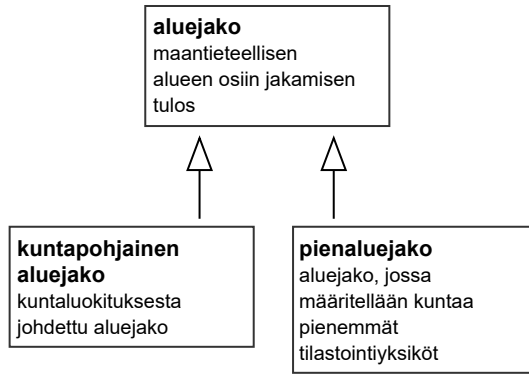 aluejako
maantieteellisen
alueen osiin jakamisen
tulos
kuntapohjainen
aluejako
kuntaluokituksesta
johdettu aluejako
pienaluejako
aluejako, jossa
määritellään kuntaa
pienemmät
tilastointiyksiköt